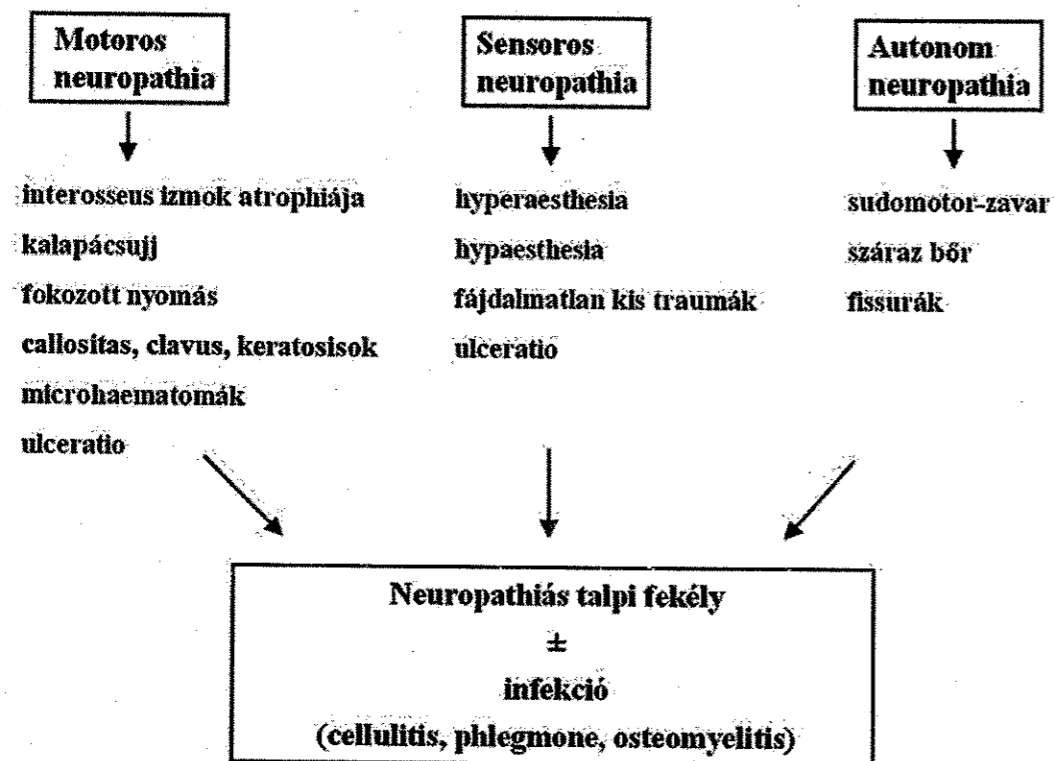 Motoros
neuropathia
Sensoros
neuropathia
Autonom
neuropathia
interosseus izmok atrophiája
kalapácsujj
fokozott nyomás
callositas, clavus, keratosisok
microhaematomák
ulceratio
hyperaesthesia
hypaesthesia
fájdalmatlan kis traumák
ulceratio
sudomotor-zavar
száraz bőr
fissurák
Neuropathiás talpi fekély
±
infekció
(cellulitis, phlegmone, osteomyelitis)